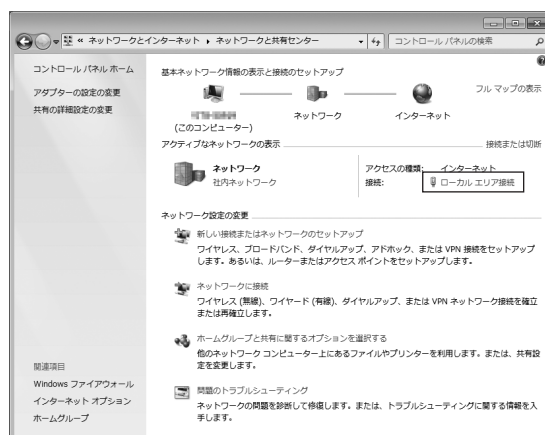 « ネットワークとインターネット ▸ ネットワークと共有センター
コントロール パネルの検索
コントロール パネル ホーム
アダプターの設定の変更
共有の詳細設定の変更
基本ネットワーク情報の表示と接続のセットアップ
フル マップの表示
(このコンピューター)
ネットワーク
インターネット
アクティブなネットワークの表示
接続または切断
ネットワーク
社内ネットワーク
アクセスの種類: インターネット
接続: ローカル エリア接続
ネットワーク設定の変更
新しい接続またはネットワークのセットアップ
ワイヤレス、ブロードバンド、ダイヤルアップ、アドホック、または VPN 接続をセットアップ
します。あるいは、ルーターまたはアクセス ポイントをセットアップします。
ネットワークに接続
ワイヤレス (無線)、ワイヤード (有線)、ダイヤルアップ、または VPN ネットワーク接続を確立
または再確立します。
ホームグループと共有に関するオプションを選択する
他のネットワーク コンピューター上にあるファイルやプリンターを利用します。または、共有設
定を変更します。
問題のトラブルシューティング
ネットワークの問題を診断して修復します。または、トラブルシューティングに関する情報を入
手します。
関連項目
Windows ファイアウォール
インターネット オプション
ホームグループ